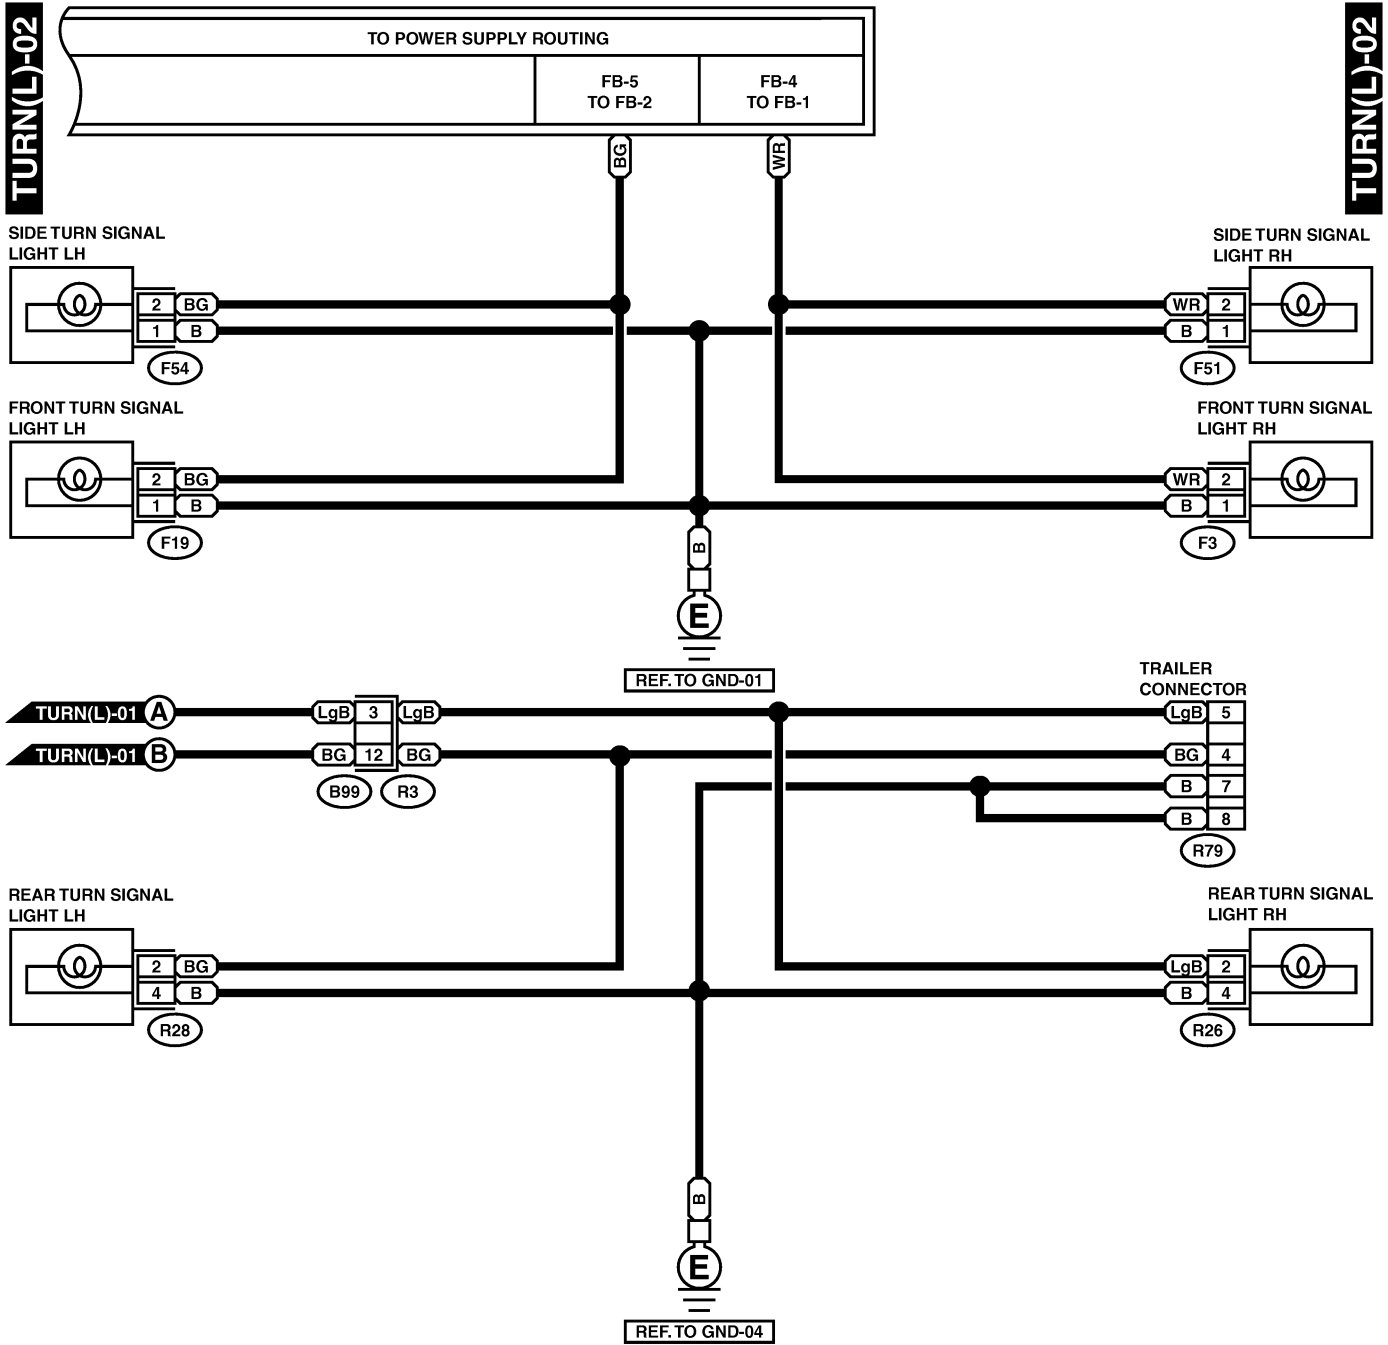 TURN(L)-02
TURN(L)-02
TO POWER SUPPLY ROUTING
FB-5
TO FB-2
FB-4
TO FB-1
BG
WR
SIDE TURN SIGNAL
LIGHT LH
2 BG
1 B
F54
SIDE TURN SIGNAL
LIGHT RH
WR 2
B 1
F51
FRONT TURN SIGNAL
LIGHT LH
2 BG
1 B
F19
FRONT TURN SIGNAL
LIGHT RH
WR 2
B 1
F3
B
E
REF. TO GND-01
TURN(L)-01 A
LgB 3 LgB
TURN(L)-01 B
BG 12 BG
B99 R3
TRAILER
CONNECTOR
LgB 5
BG 4
B 7
B 8
R79
REAR TURN SIGNAL
LIGHT LH
2 BG
4 B
R28
REAR TURN SIGNAL
LIGHT RH
LgB 2
B 4
R26
B
E
REF. TO GND-04